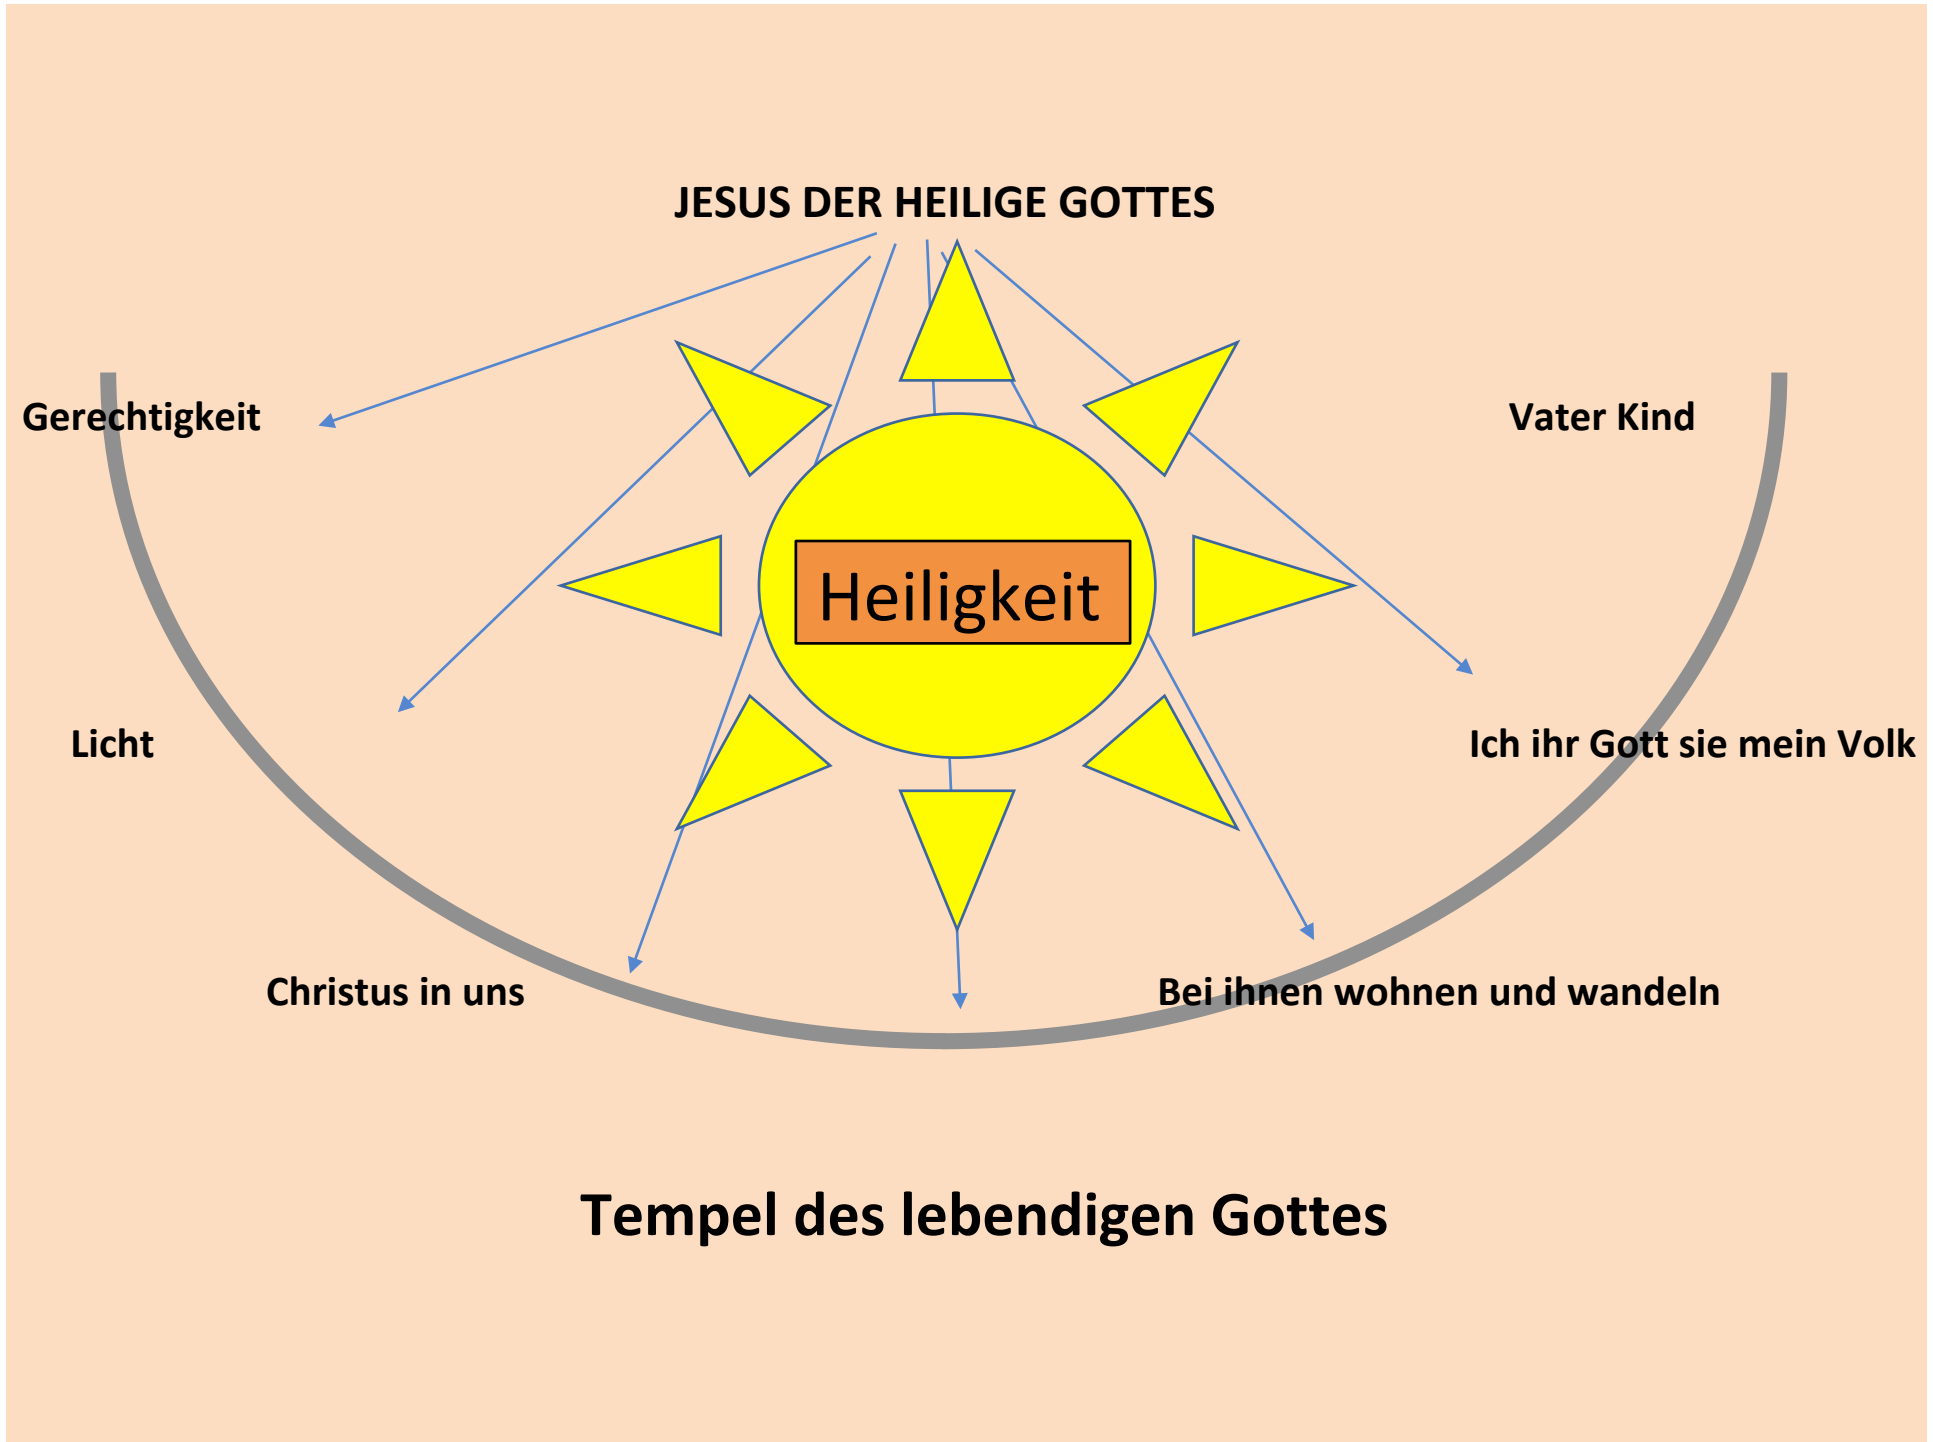 JESUS DER HEILIGE GOTTES
Gerechtigkeit
Vater Kind
Heiligkeit
Licht
Ich ihr Gott sie mein Volk
Christus in uns
Bei ihnen wohnen und wandeln
Tempel des lebendigen Gottes